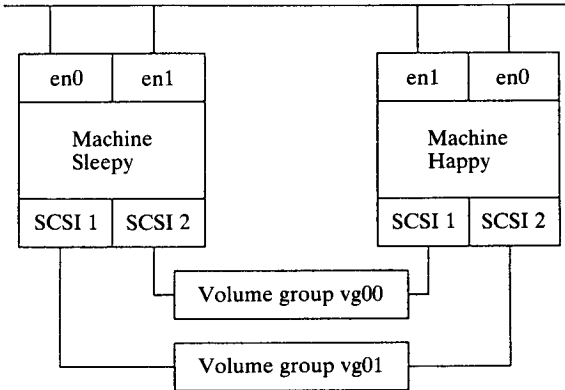 en0
en1
en1
en0
Machine
Sleepy
Machine
Happy
SCSI 1
SCSI 2
SCSI 1
SCSI 2
Volume group vg00
Volume group vg01